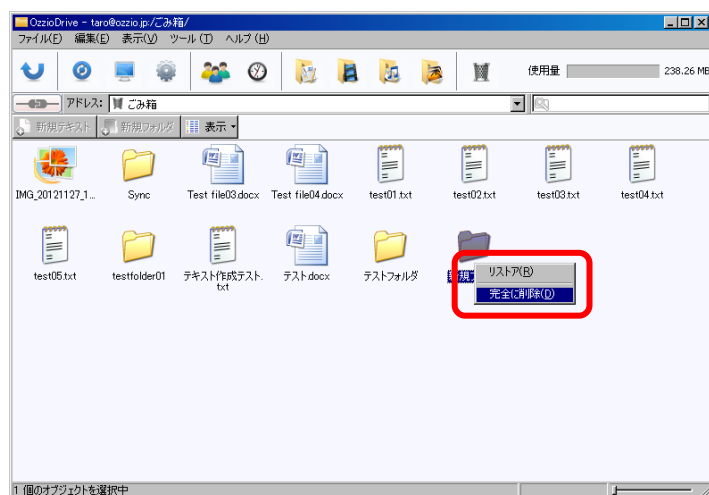 OzzioDrive - taro@ozzio.jp:/ごみ箱/
ファイル(F) 編集(E) 表示(V) ツール(T) ヘルプ(H)
使用量 238.26 MB
アドレス: ごみ箱
新規テキスト 新規フォルダ 表示
IMG_20121127_1... Sync Test file03.docx Test file04.docx test01.txt test02.txt test03.txt test04.txt
test05.txt testfolder01 テキスト作成テスト.txt テスト.docx テストフォルダ 新規
リストア(R)
完全に削除(D)
1 個のオブジェクトを選択中